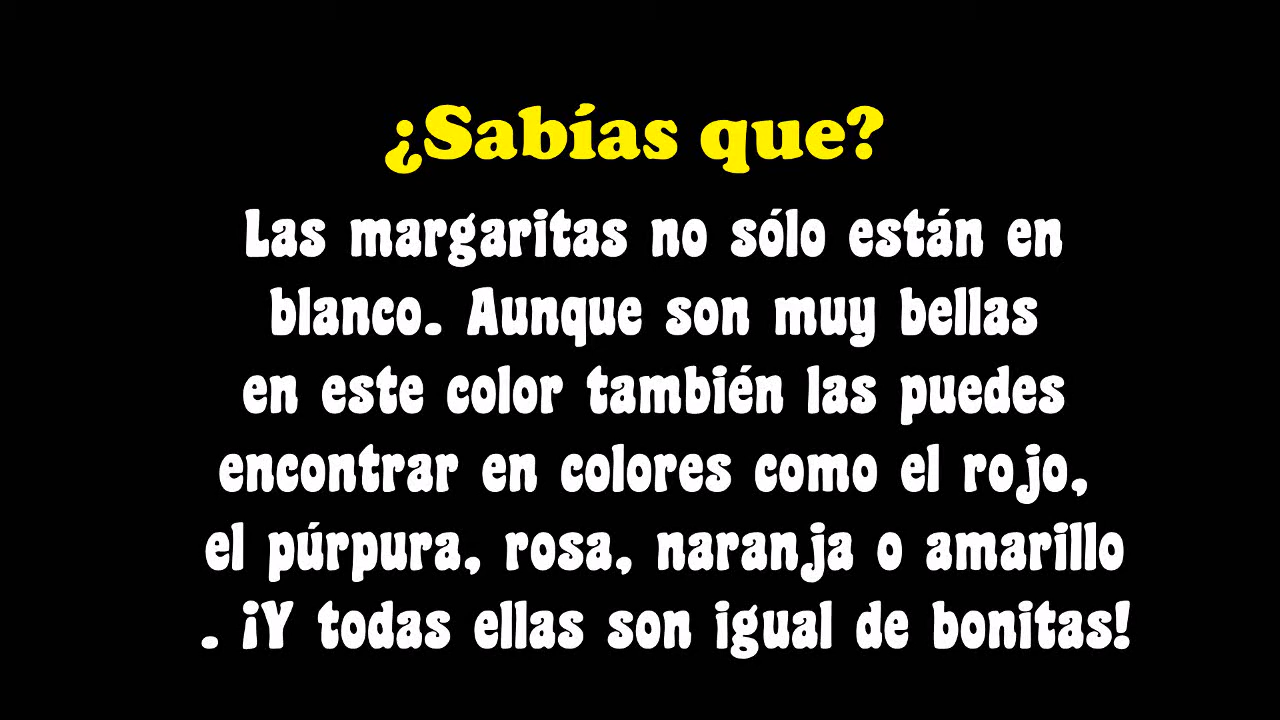 ¿Sabías que?
Las margaritas no sólo están en
blanco. Aunque son muy bellas
en este color también las puedes
encontrar en colores como el rojo,
el púrpura, rosa, naranja o amarillo
. ¡Y todas ellas son igual de bonitas!